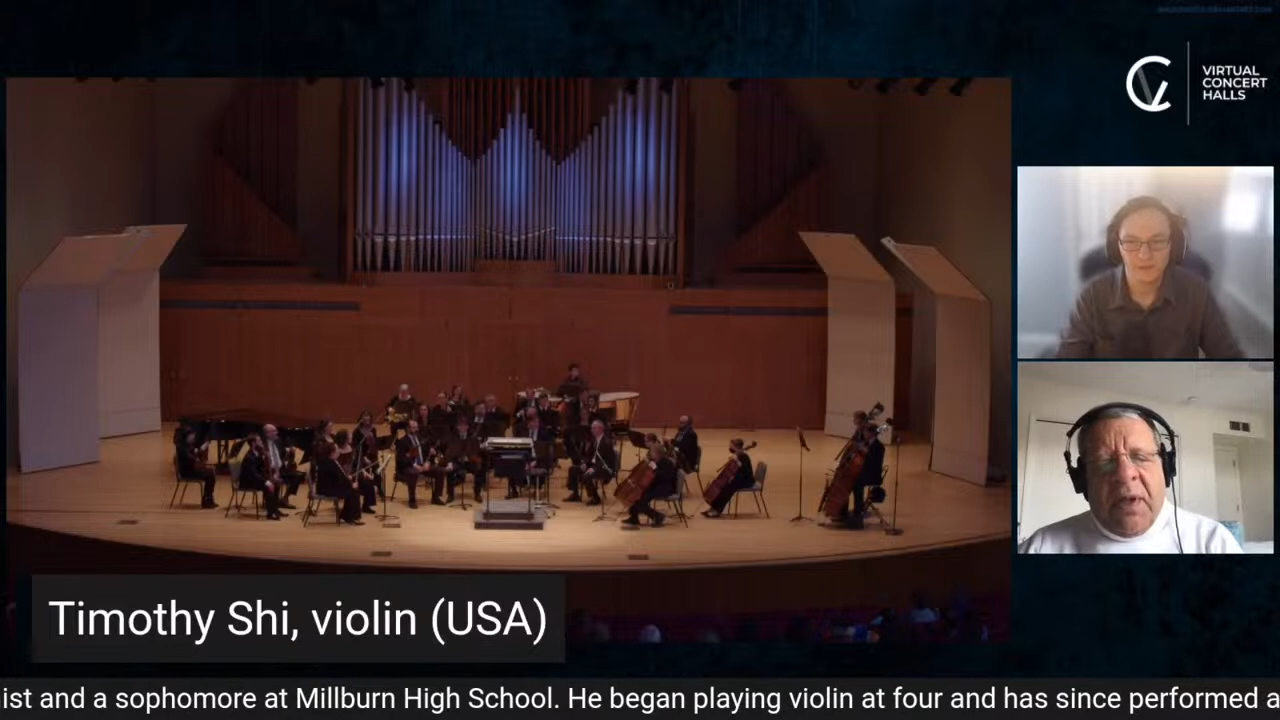 VIRTUAL
CONCERT
HALLS
Timothy Shi, violin (USA)
ist and a sophomore at Millburn High School. He began playing violin at four and has since performed a